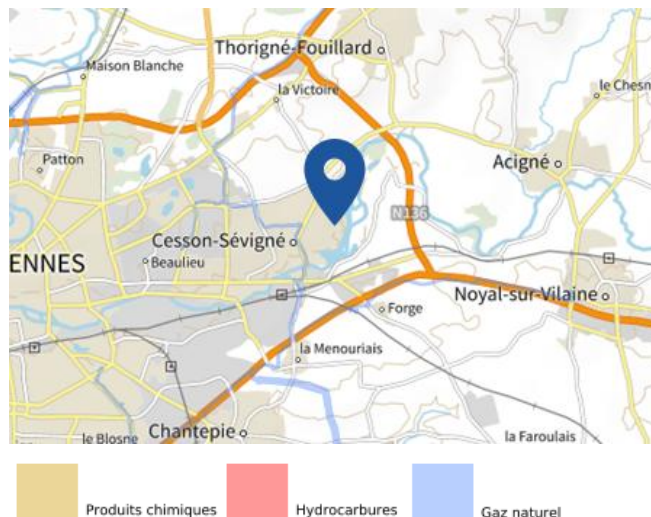 Thorigné-Fouillard
Maison Blanche
la Victoire
le Chesn
Patton
Acigné
N136
Cesson-Sévigné
ENNES
Beaulieu
Noyal-sur-Vilaine
Forge
la Menouriais
le Blosne
Chantepie
la Faroulais
Produits chimiques
Hydrocarbures
Gaz naturel